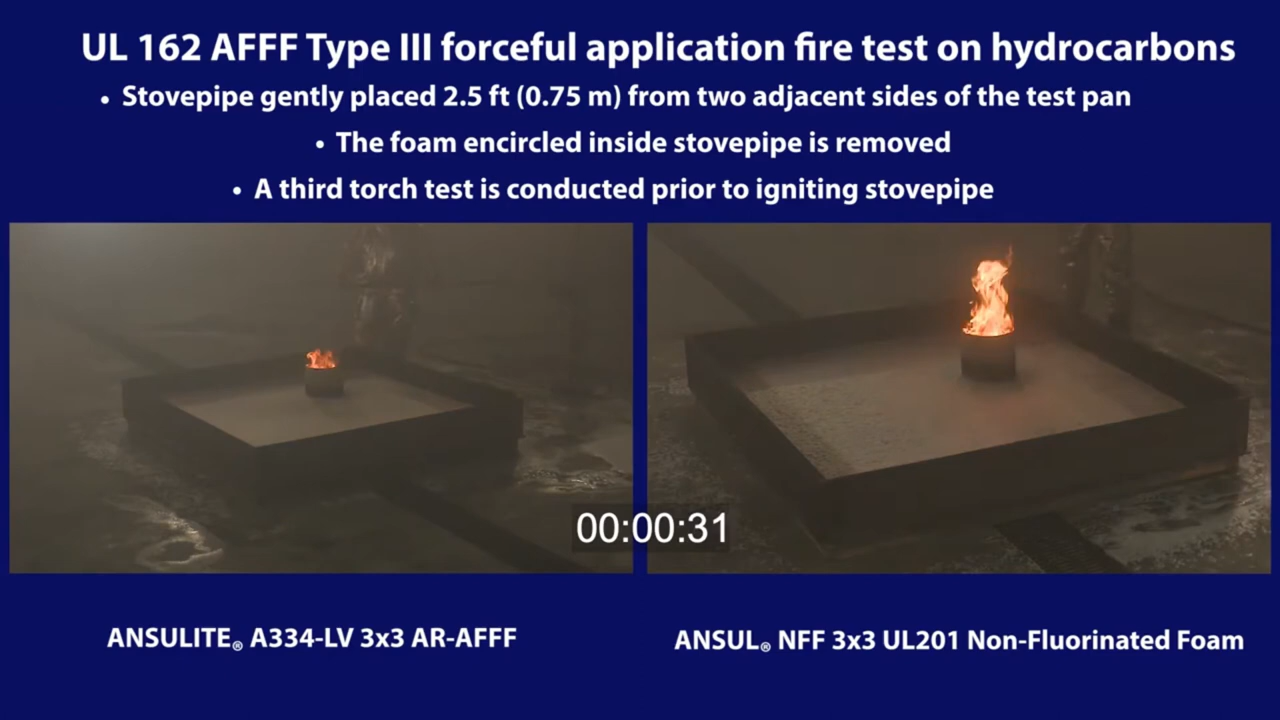 UL 162 AFFF Type III forceful application fire test on hydrocarbons
• Stovepipe gently placed 2.5 ft (0.75 m) from two adjacent sides of the test pan
• The foam encircled inside stovepipe is removed
• A third torch test is conducted prior to igniting stovepipe
00:00:31
ANSULITE® A334-LV 3x3 AR-AFFF
ANSUL® NFF 3x3 UL201 Non-Fluorinated Foam